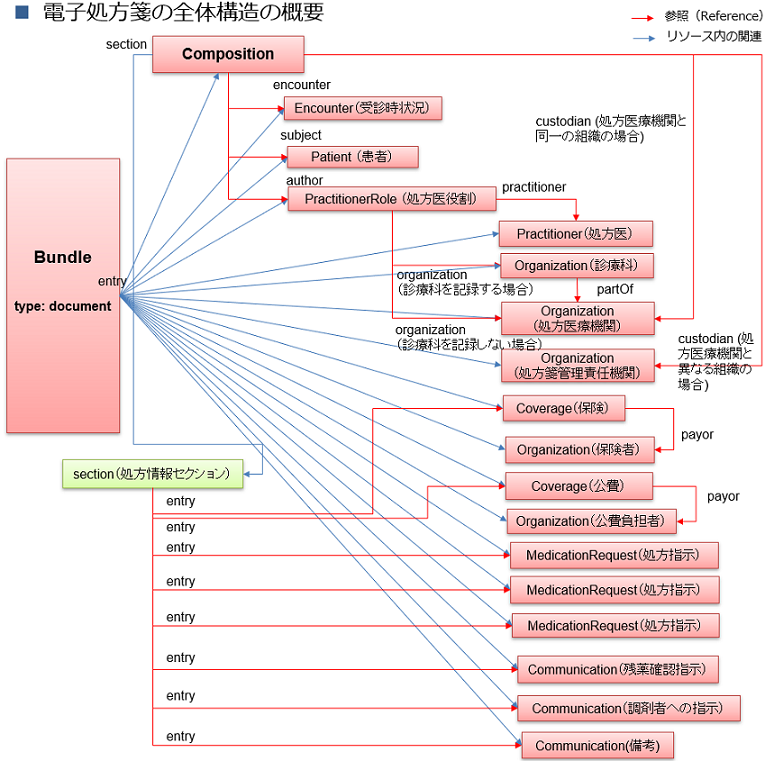 ■ 電子処方箋の全体構造の概要
参照（Reference）
リソース内の関連
section
Composition
encounter
Encounter（受診時状況）
custodian (処方医療機関と
同一の組織の場合)
subject
Patient（患者）
author
PractitionerRole（処方医役割）
practitioner
Bundle
type: document
entry
Practitioner（処方医）
Organization（診療科）
organization
（診療科を記録する場合）
partOf
Organization
（処方医療機関）
organization
（診療科を記録しない場合）
custodian (処
方医療機関と
異なる組織の
場合)
Organization
（処方箋管理責任機関）
Coverage（保険）
payor
Organization（保険者）
section（処方情報セクション）
Coverage（公費）
payor
entry
Organization（公費負担者）
entry
entry
MedicationRequest（処方指示）
entry
MedicationRequest（処方指示）
entry
MedicationRequest（処方指示）
entry
Communication（残薬確認指示）
entry
Communication（調剤者への指示）
entry
Communication(備考)